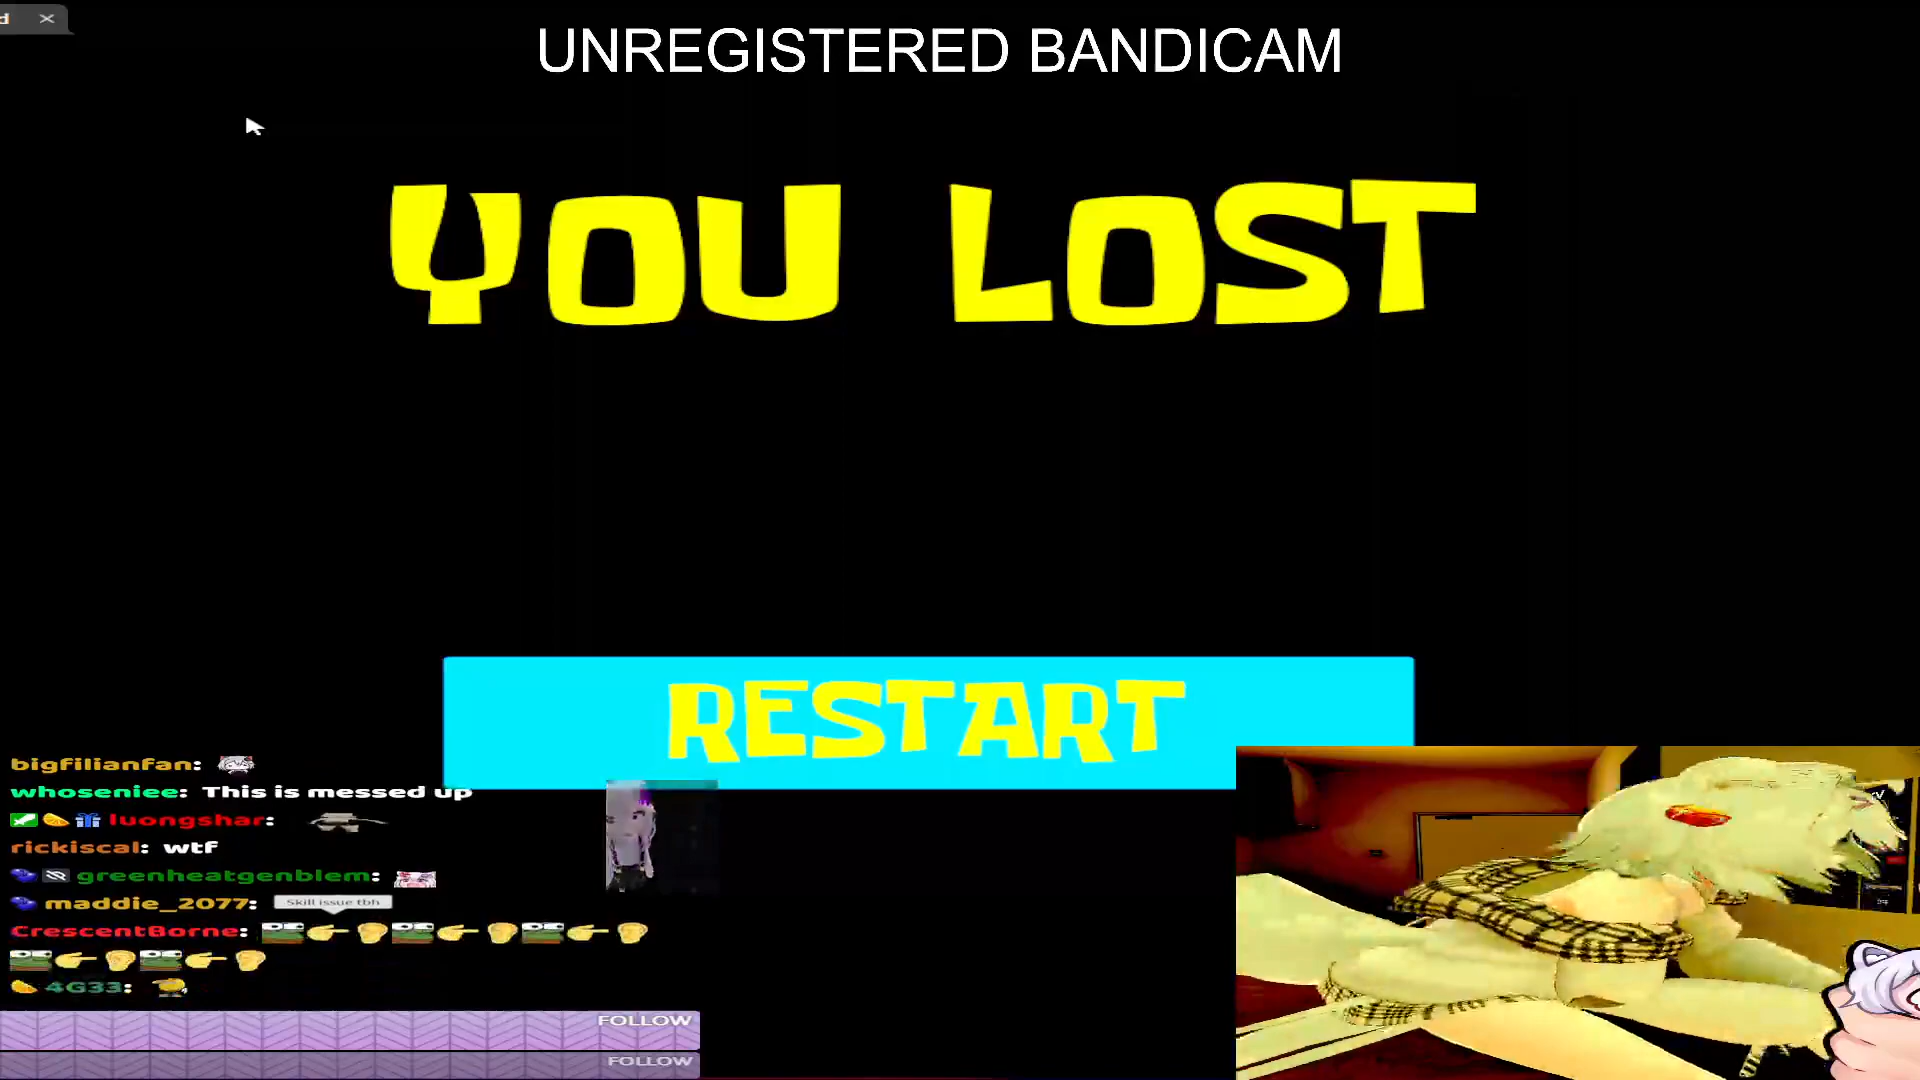 d
UNREGISTERED BANDICAM
YOU LOST
RESTART
bigfilianfan:
whoseniee: This is messed up
luongshar:
rickiscal: wtf
greenheatgenblem:
maddie_2077: Skill issue tbh
CrescentBorne:
4G33:
FOLLOW
FOLLOW